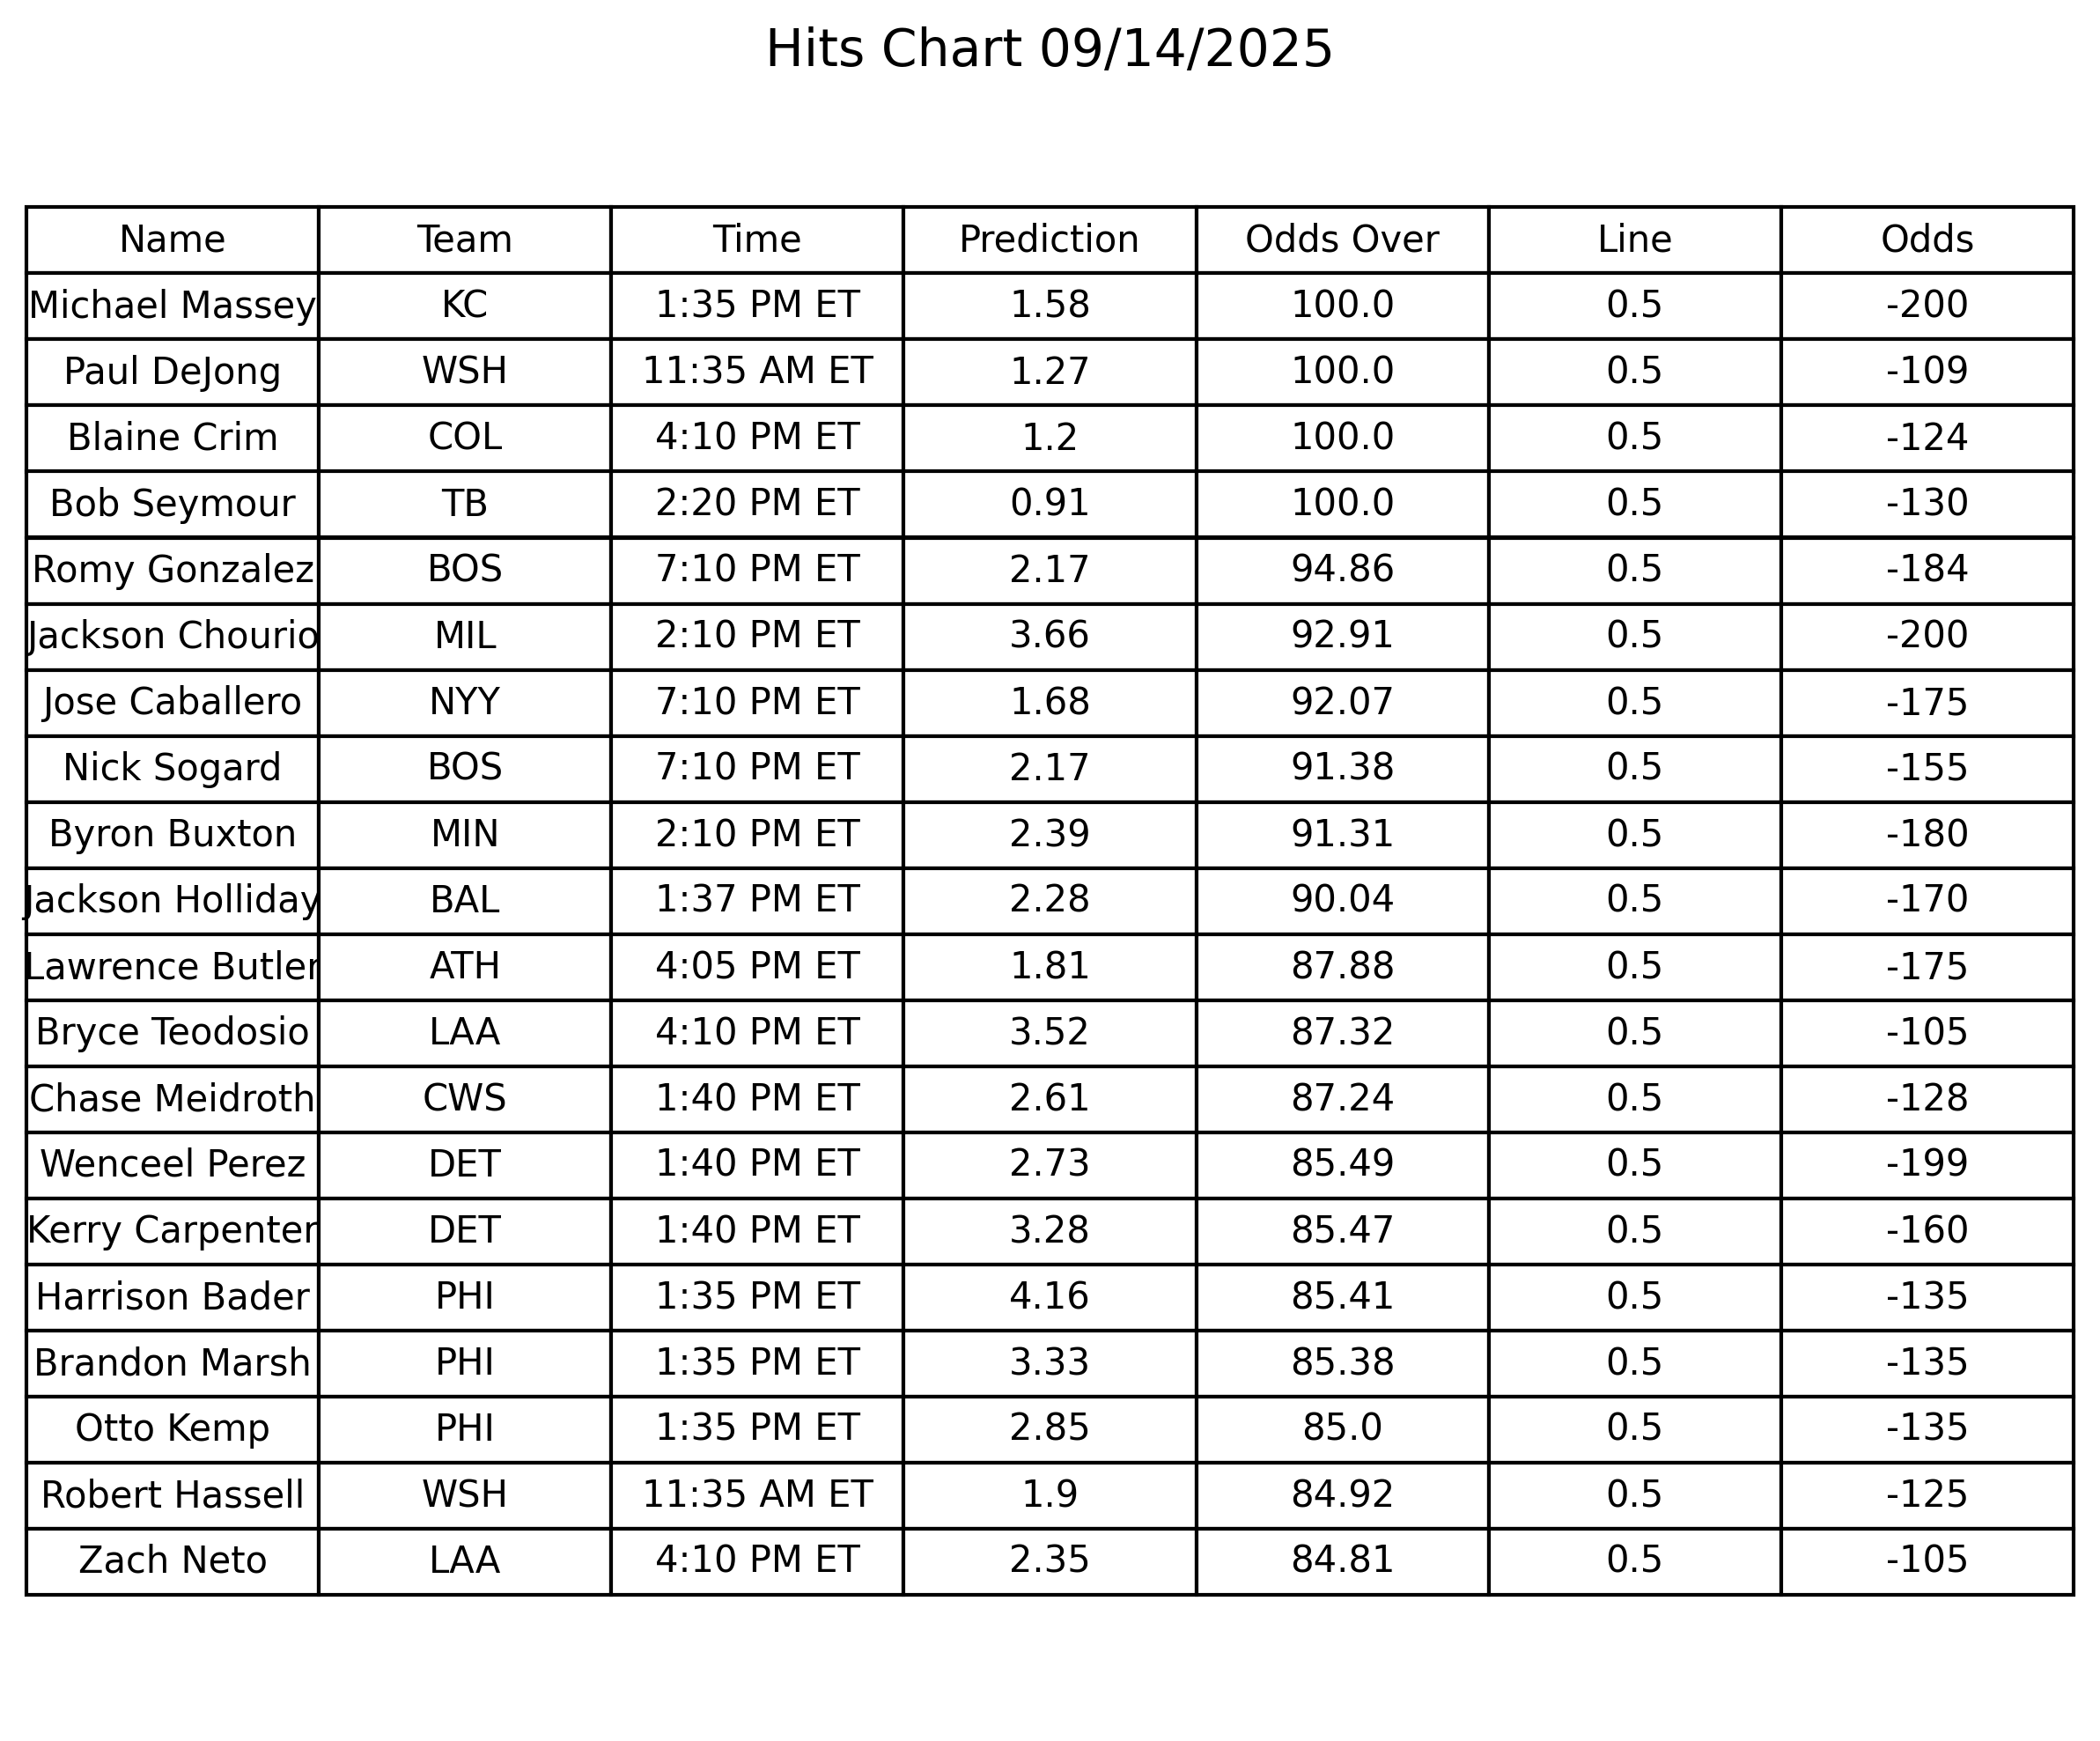 Hits Chart 09/14/2025
Name Team Time Prediction Odds Over Line Odds
Michael Massey KC 1:35 PM ET 1.58 100.0 0.5 -200
Paul DeJong WSH 11:35 AM ET 1.27 100.0 0.5 -109
Blaine Crim COL 4:10 PM ET 1.2 100.0 0.5 -124
Bob Seymour TB 2:20 PM ET 0.91 100.0 0.5 -130
Romy Gonzalez BOS 7:10 PM ET 2.17 94.86 0.5 -184
Jackson Chourio MIL 2:10 PM ET 3.66 92.91 0.5 -200
Jose Caballero NYY 7:10 PM ET 1.68 92.07 0.5 -175
Nick Sogard BOS 7:10 PM ET 2.17 91.38 0.5 -155
Byron Buxton MIN 2:10 PM ET 2.39 91.31 0.5 -180
Jackson Holliday BAL 1:37 PM ET 2.28 90.04 0.5 -170
Lawrence Butler ATH 4:05 PM ET 1.81 87.88 0.5 -175
Bryce Teodosio LAA 4:10 PM ET 3.52 87.32 0.5 -105
Chase Meidroth CWS 1:40 PM ET 2.61 87.24 0.5 -128
Wenceel Perez DET 1:40 PM ET 2.73 85.49 0.5 -199
Kerry Carpenter DET 1:40 PM ET 3.28 85.47 0.5 -160
Harrison Bader PHI 1:35 PM ET 4.16 85.41 0.5 -135
Brandon Marsh PHI 1:35 PM ET 3.33 85.38 0.5 -135
Otto Kemp PHI 1:35 PM ET 2.85 85.0 0.5 -135
Robert Hassell WSH 11:35 AM ET 1.9 84.92 0.5 -125
Zach Neto LAA 4:10 PM ET 2.35 84.81 0.5 -105